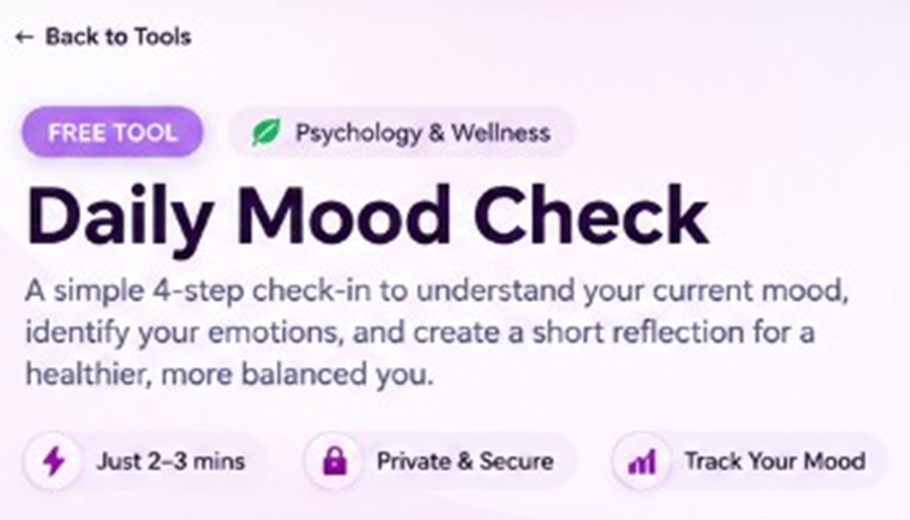 ← Back to Tools
FREE TOOL
Psychology & Wellness
Daily Mood Check
A simple 4-step check-in to understand your current mood,
identify your emotions, and create a short reflection for a
healthier, more balanced you.
Just 2–3 mins
Private & Secure
Track Your Mood